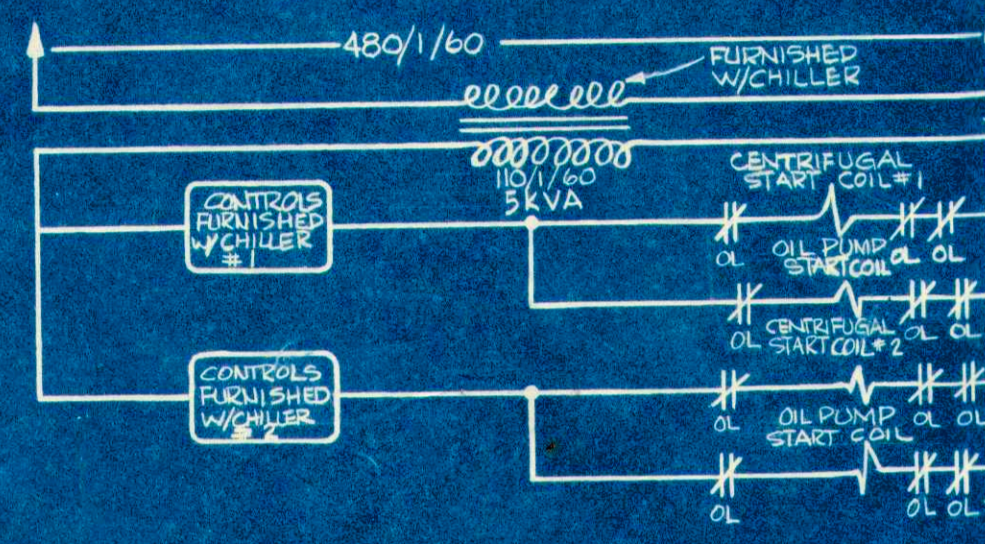 480/1/60
FURNISHED
W/CHILLER
110/1/60
5KVA
CENTRIFUGAL
START COIL #1
CONTROLS
FURNISHED
W/CHILLER
#1
OL
OIL PUMP
START COIL
OL
OL
OL
CENTRIFUGAL
START COIL #2
OL
OL
CONTROLS
FURNISHED
W/CHILLER
# 2
OL
OIL PUMP
START COIL
OL
OL
OL
OL
OL